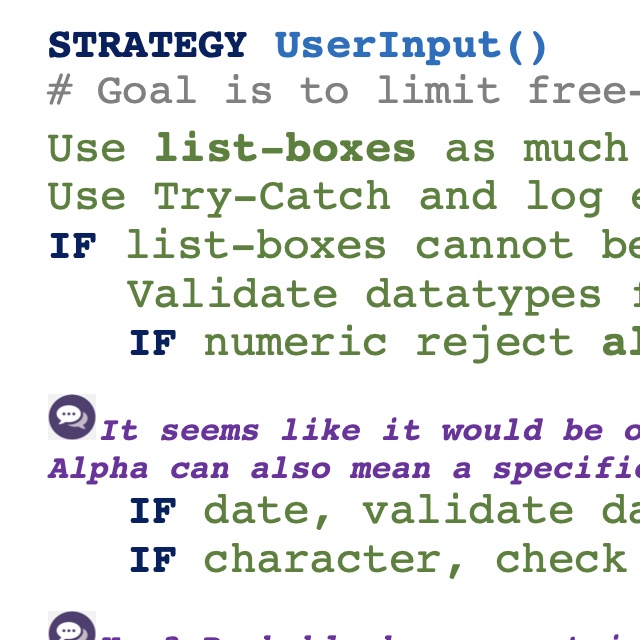 STRATEGY UserInput()
# Goal is to limit free-
Use list-boxes as much
Use Try-Catch and log
IF list-boxes cannot be
Validate datatypes
IF numeric reject al
It seems like it would be
Alpha can also mean a specific
IF date, validate da
IF character, check